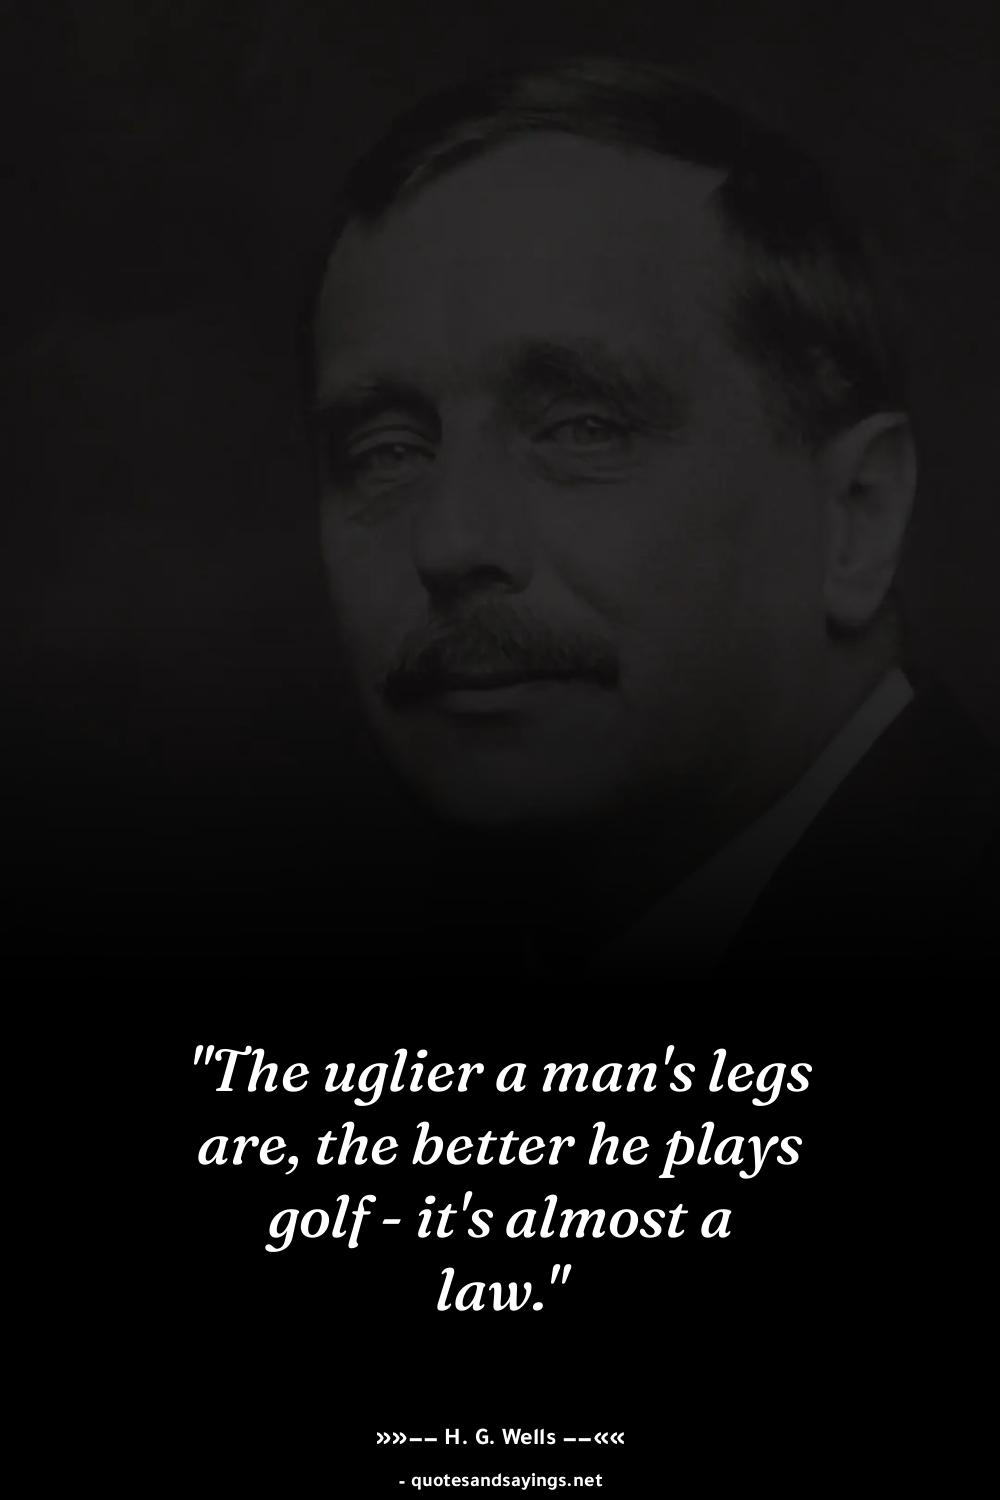 "The uglier a man's legs
are, the better he plays
golf - it's almost a
law."
»»—— H. G. Wells ——««
- quotesandsayings.net